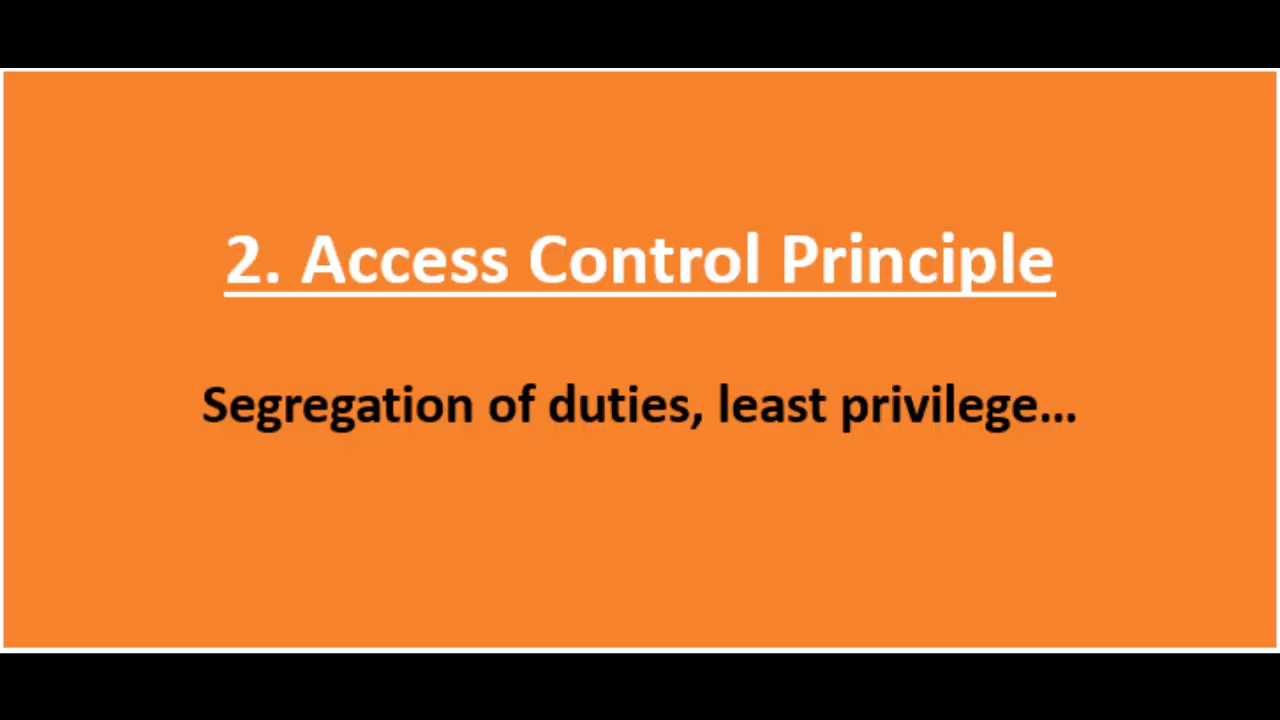 2. Access Control Principle
Segregation of duties, least privilege...